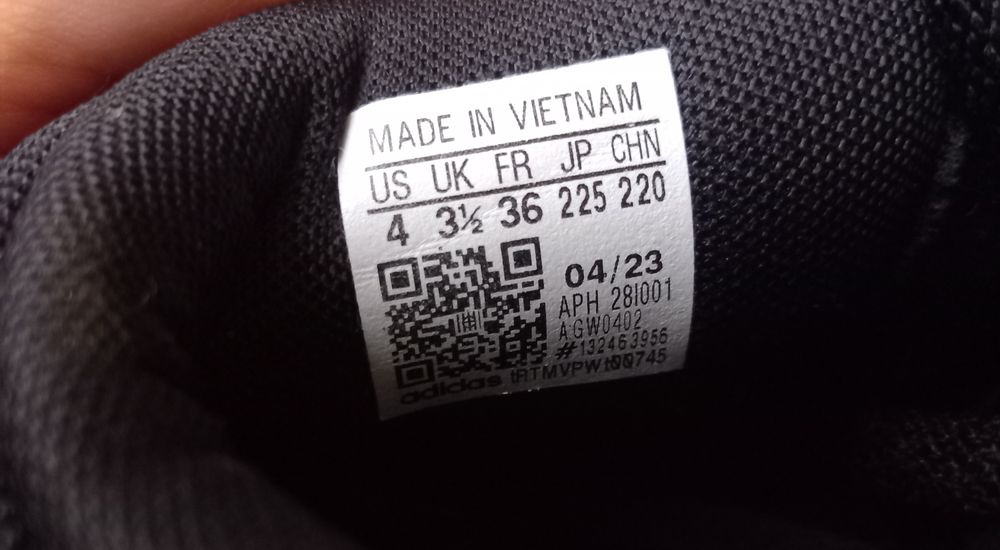 MADE IN VIETNAM
US UK FR JP CHN
4 3½ 36 225 220
04/23
APH 28I001
AGW0402
#132463956
adidas tRTMVPWt00745